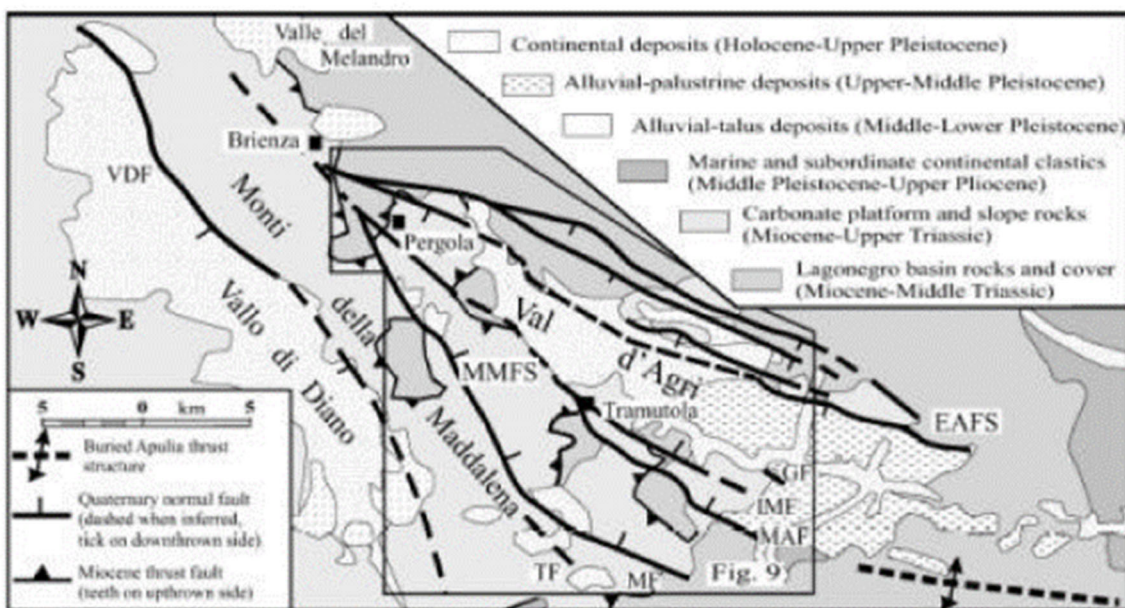 Valle del
Melandro
Continental deposits (Holocene-Upper Pleistocene)
Alluvial-palustrine deposits (Upper-Middle Pleistocene)
Alluvial-talus deposits (Middle-Lower Pleistocene)
Marine and subordinate continental clastics
(Middle Pleistocene-Upper Pliocene)
Carbonate platform and slope rocks
(Miocene-Upper Triassic)
Lagonegro basin rocks and cover
(Miocene-Middle Triassic)
Brienza
VDF
Monti
della
Maddalena
Pergola
Vallo di Diano
Val
d'Agri
MMFS
Tramutola
EAFS
GF
IMF
MAF
TF
MF
Fig. 9
N
W
E
S
5 0 km 5
Buried Apulia thrust
structure
Quaternary normal fault
(dashed when inferred,
tick on downthrown side)
Miocene thrust fault
(teeth on upthrown side)